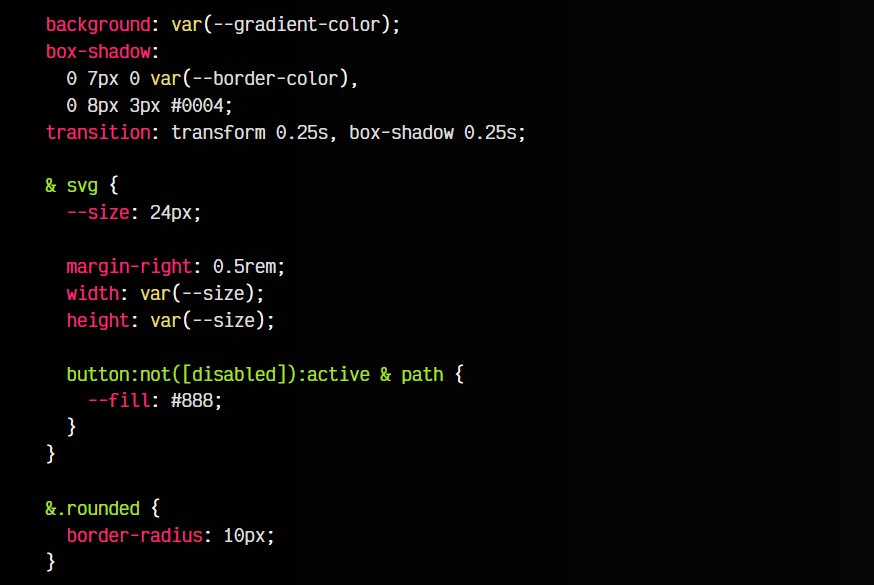 background: var(--gradient-color);
box-shadow:
0 7px 0 var(--border-color),
0 8px 3px #0004;
transition: transform 0.25s, box-shadow 0.25s;
& svg {
--size: 24px;
margin-right: 0.5rem;
width: var(--size);
height: var(--size);
button:not([disabled]):active & path {
--fill: #888;
}
}
&.rounded {
border-radius: 10px;
}